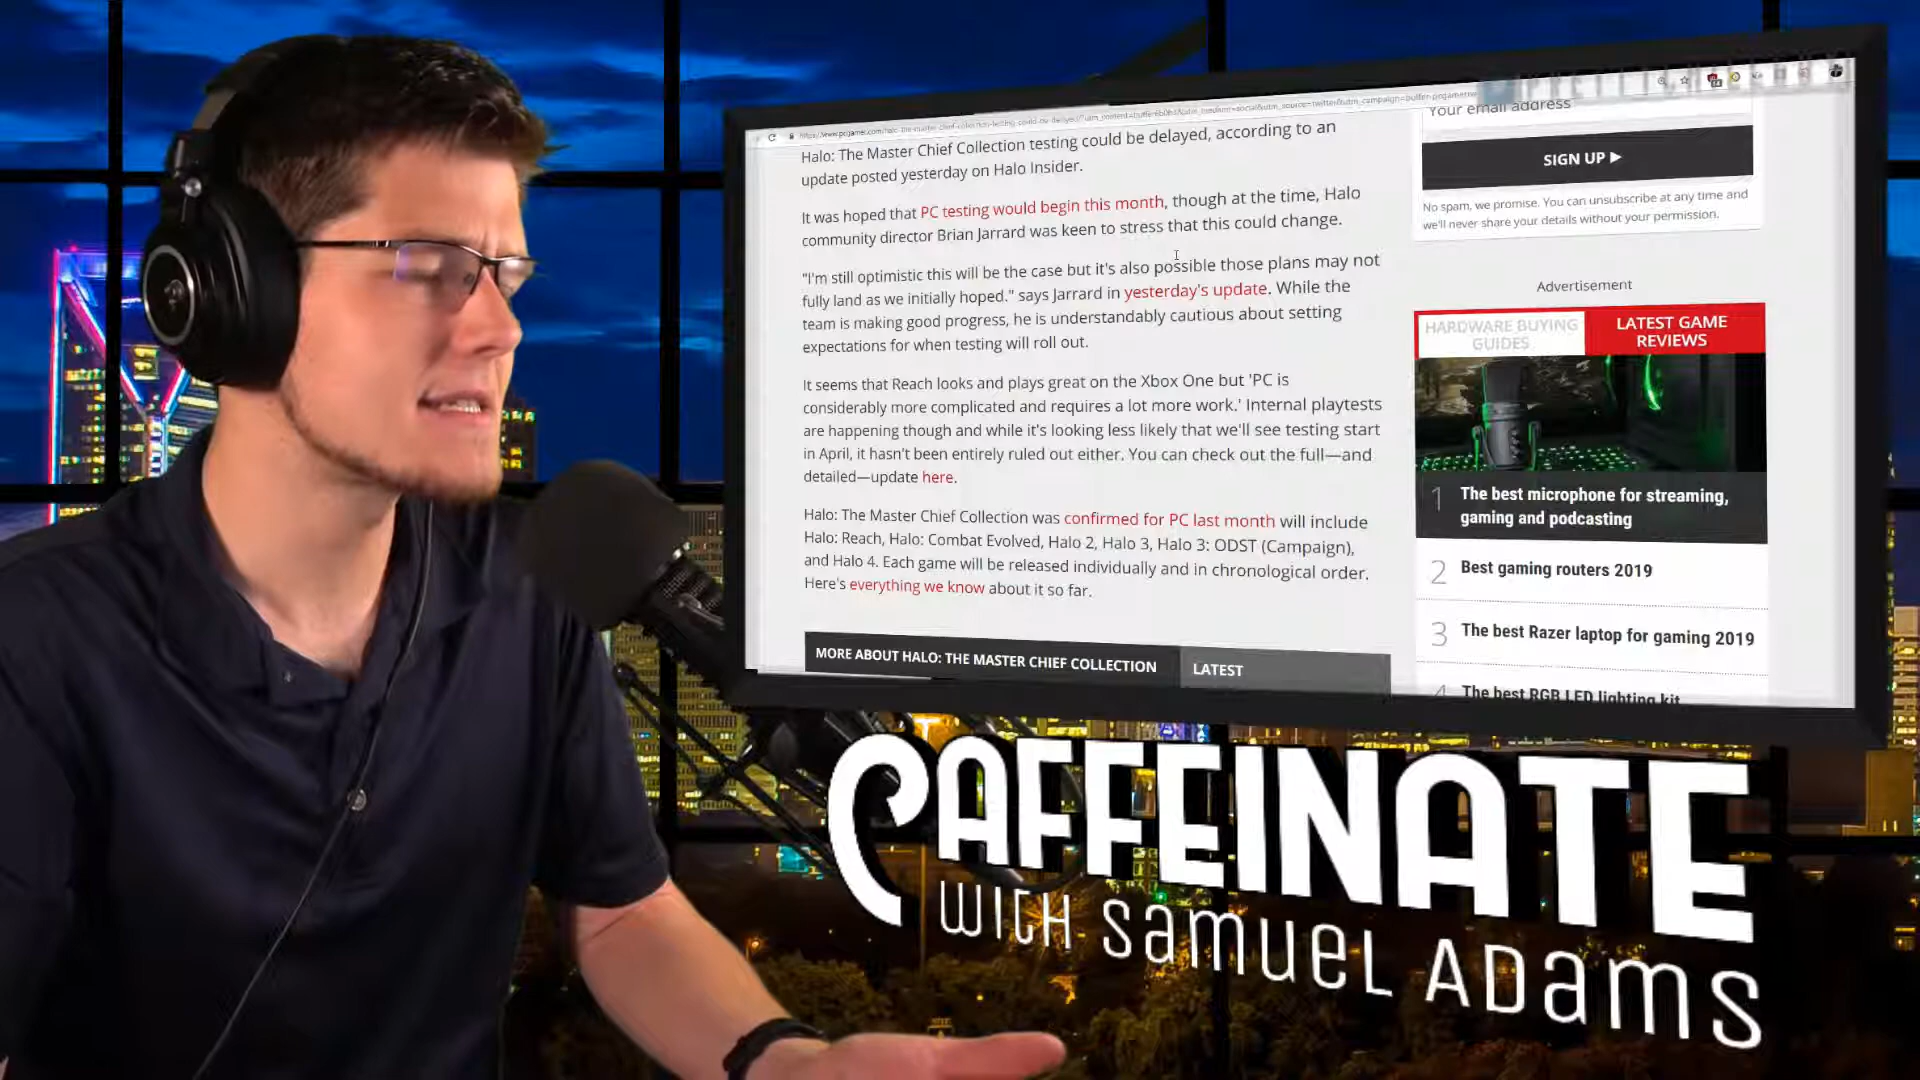 Halo: The Master Chief Collection testing could be delayed, according to an
update posted yesterday on Halo Insider.
It was hoped that PC testing would begin this month, though at the time, Halo
community director Brian Jarrard was keen to stress that this could change.
"I'm still optimistic this will be the case but it's also possible those plans may not
fully land as we initially hoped." says Jarrard in yesterday's update. While the
team is making good progress, he is understandably cautious about setting
expectations for when testing will roll out.
It seems that Reach looks and plays great on the Xbox One but 'PC is
considerably more complicated and requires a lot more work.' Internal playtests
are happening though and while it's looking less likely that we'll see testing start
in April, it hasn't been entirely ruled out either. You can check out the full—and
detailed—update here.
Halo: The Master Chief Collection was confirmed for PC last month will include
Halo: Reach, Halo: Combat Evolved, Halo 2, Halo 3, Halo 3: ODST (Campaign),
and Halo 4. Each game will be released individually and in chronological order.
Here's everything we know about it so far.
MORE ABOUT HALO: THE MASTER CHIEF COLLECTION
LATEST
Your email address
SIGN UP ▶
No spam, we promise. You can unsubscribe at any time and
we'll never share your details without your permission.
Advertisement
HARDWARE BUYING
GUIDES
LATEST GAME
REVIEWS
1 The best microphone for streaming,
gaming and podcasting
2 Best gaming routers 2019
3 The best Razer laptop for gaming 2019
4 The best RGB LED lighting kit
CAFFEINATE
WITH SAMUEL ADAMS